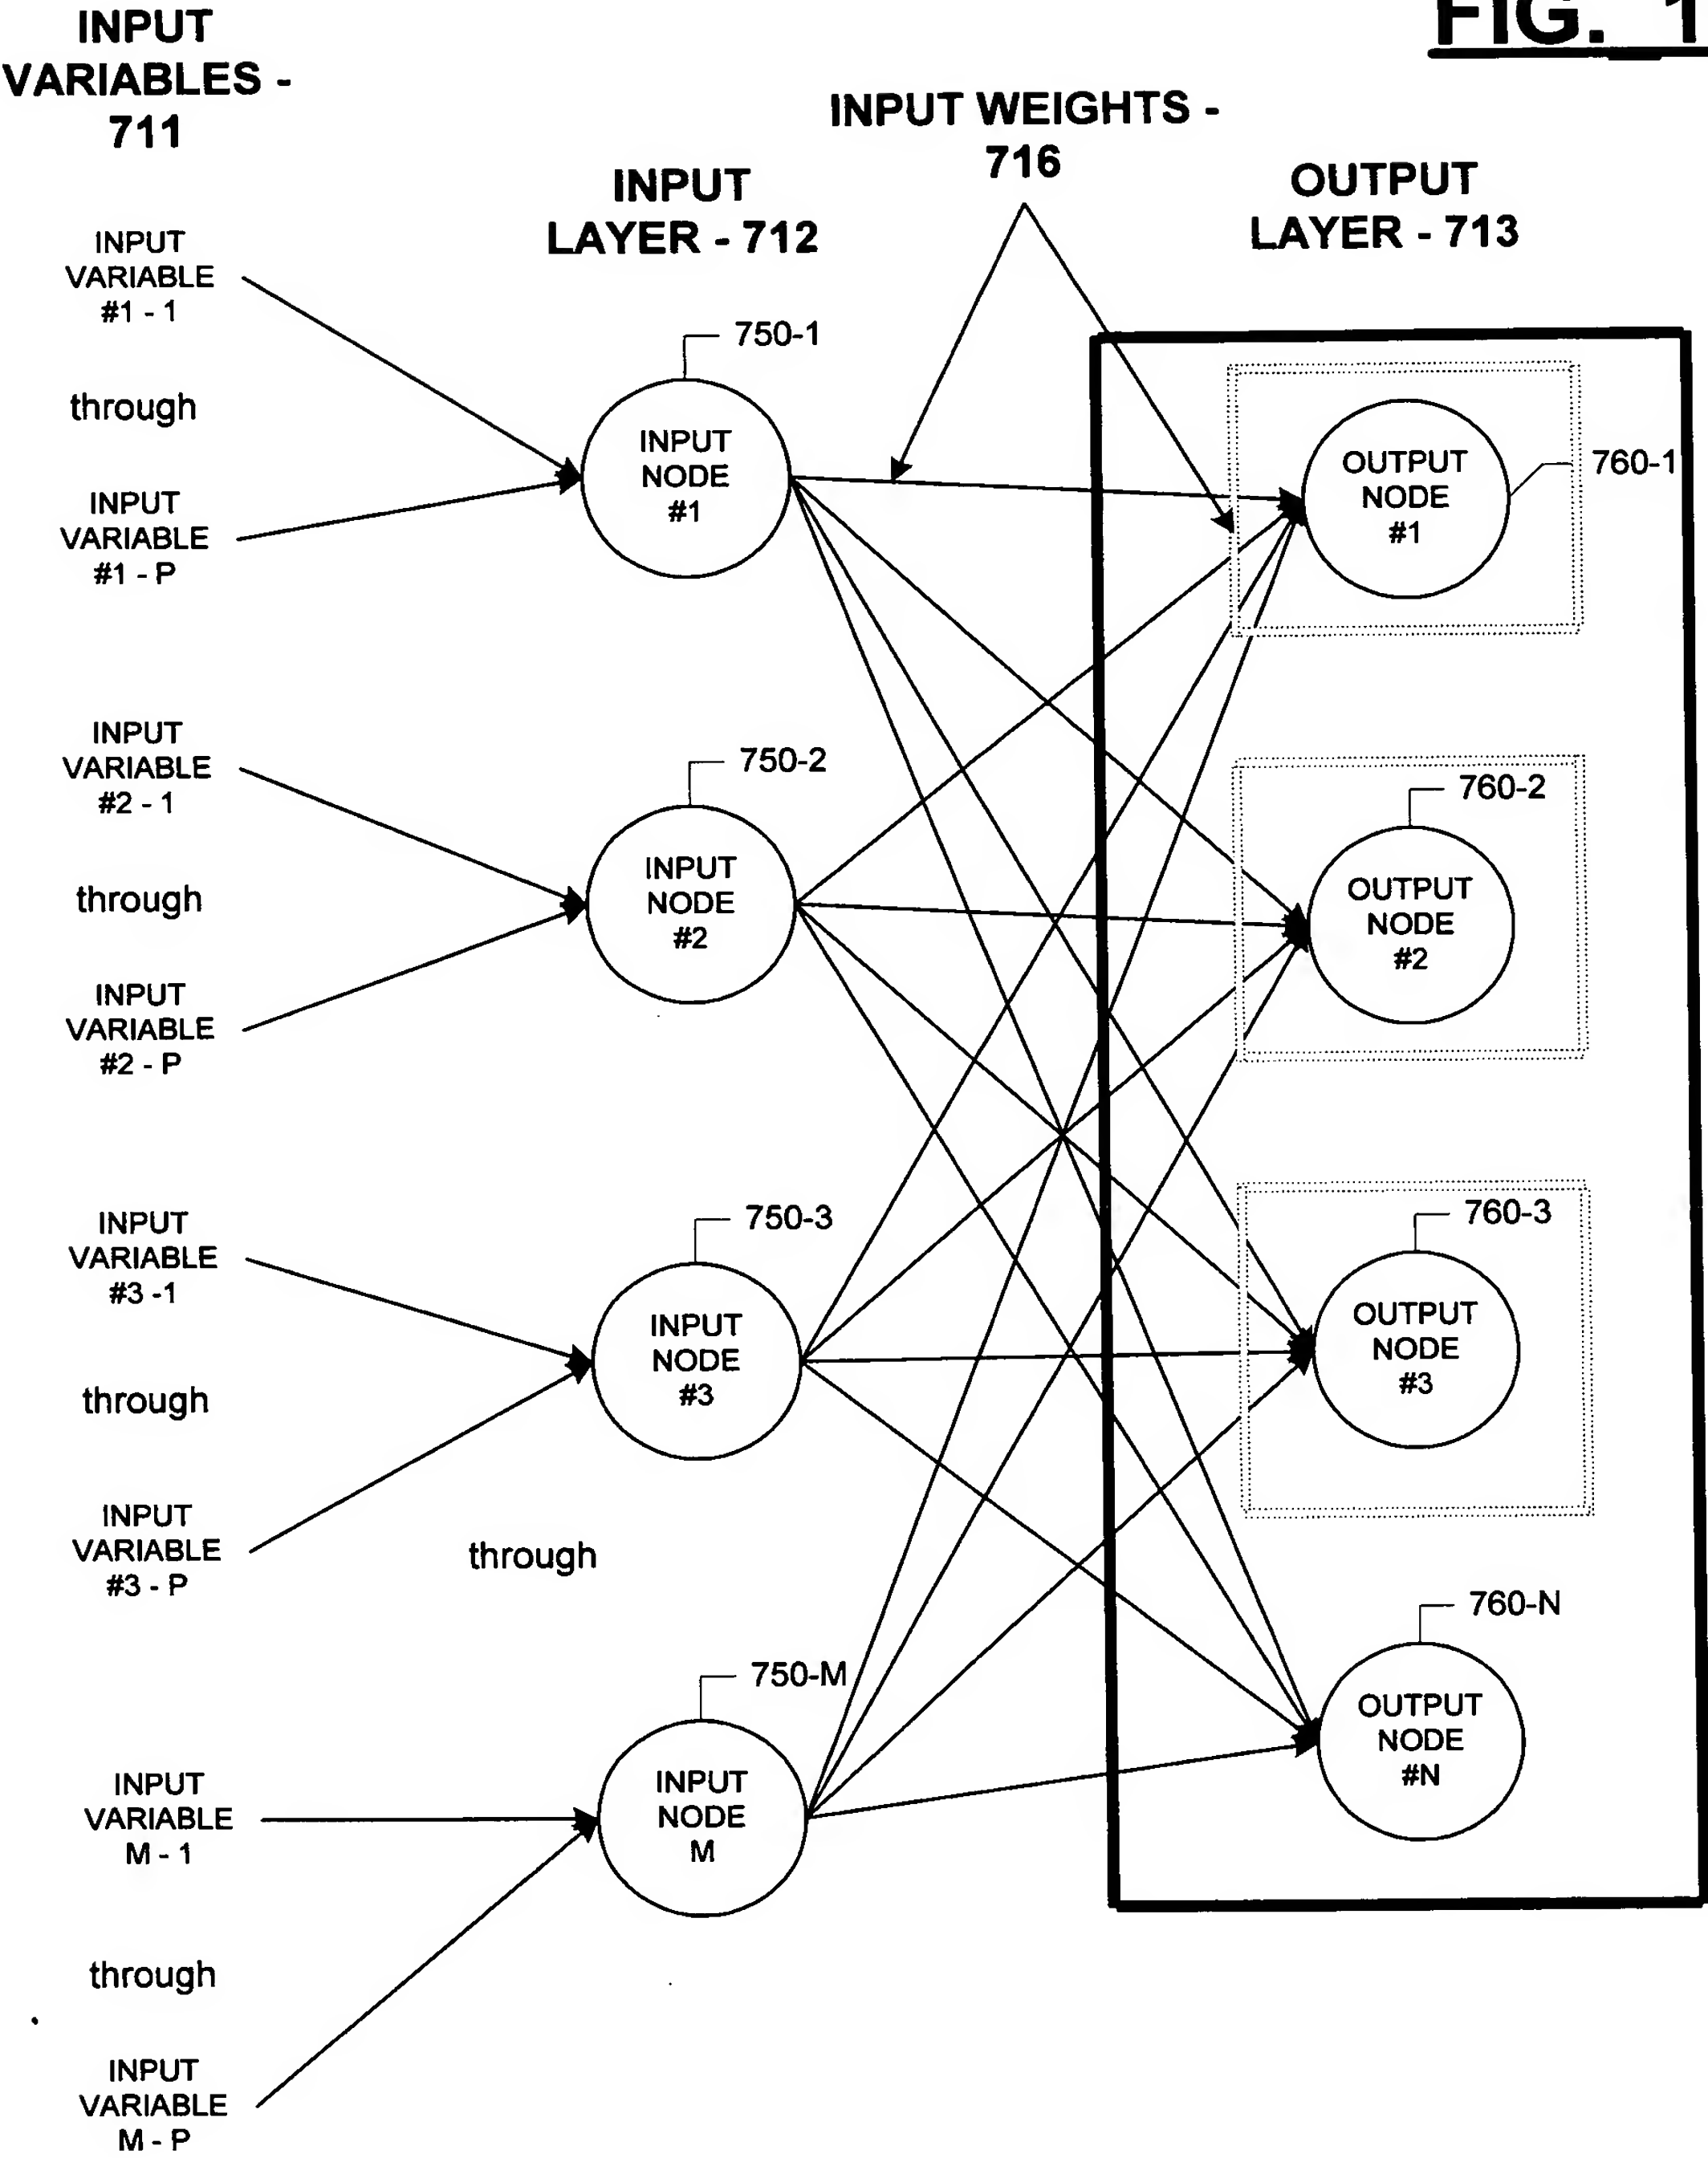 FIG. 1
INPUT
VARIABLES -
711
INPUT WEIGHTS -
716
INPUT
LAYER - 712
OUTPUT
LAYER - 713
INPUT
VARIABLE
#1 - 1
through
INPUT
VARIABLE
#1 - P
INPUT
VARIABLE
#2 - 1
through
INPUT
VARIABLE
#2 - P
INPUT
VARIABLE
#3 -1
through
INPUT
VARIABLE
#3 - P
through
INPUT
VARIABLE
M - 1
through
INPUT
VARIABLE
M - P
750-1
INPUT
NODE
#1
750-2
INPUT
NODE
#2
750-3
INPUT
NODE
#3
750-M
INPUT
NODE
M
760-1
OUTPUT
NODE
#1
760-2
OUTPUT
NODE
#2
760-3
OUTPUT
NODE
#3
760-N
OUTPUT
NODE
#N